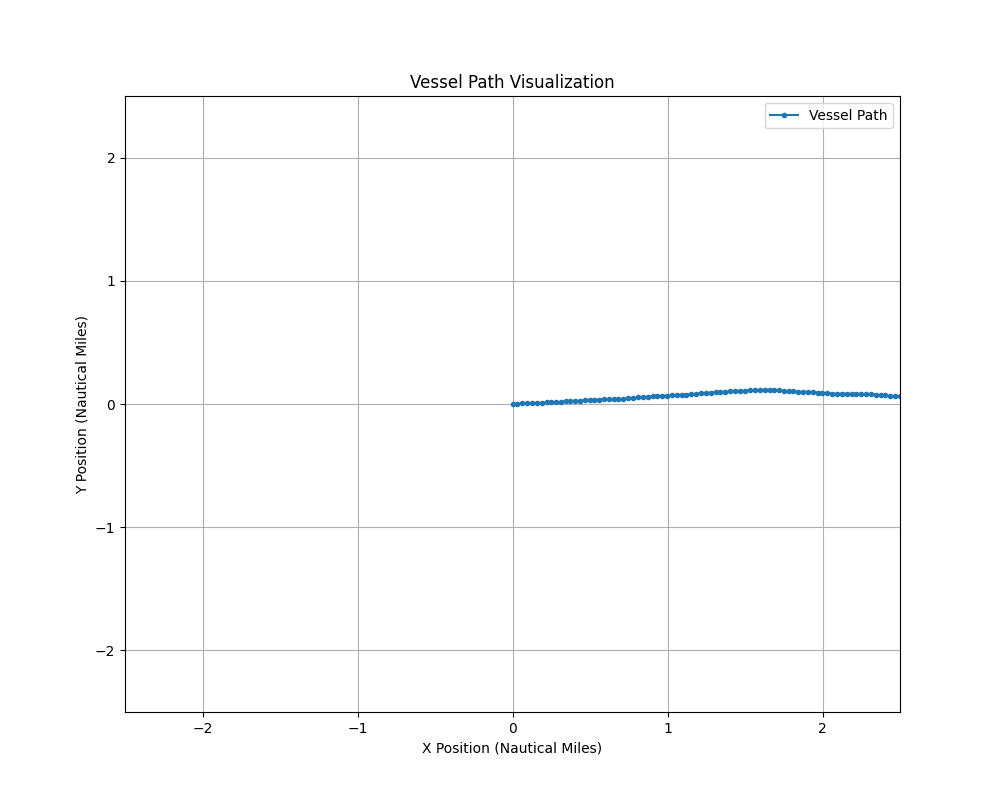 Vessel Path Visualization
Vessel Path
2
1
0
−1
−2
Y Position (Nautical Miles)
−2
−1
0
1
2
X Position (Nautical Miles)